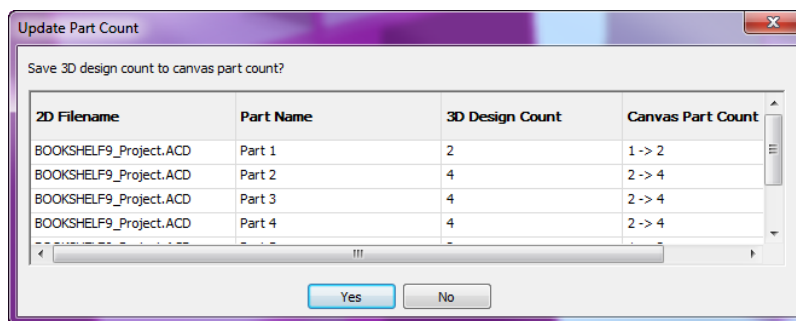 Update Part Count
Save 3D design count to canvas part count?
2D Filename Part Name 3D Design Count Canvas Part Count
BOOKSHELF9_Project.ACD Part 1 2 1 -> 2
BOOKSHELF9_Project.ACD Part 2 4 2 -> 4
BOOKSHELF9_Project.ACD Part 3 4 2 -> 4
BOOKSHELF9_Project.ACD Part 4 4 2 -> 4
Yes No